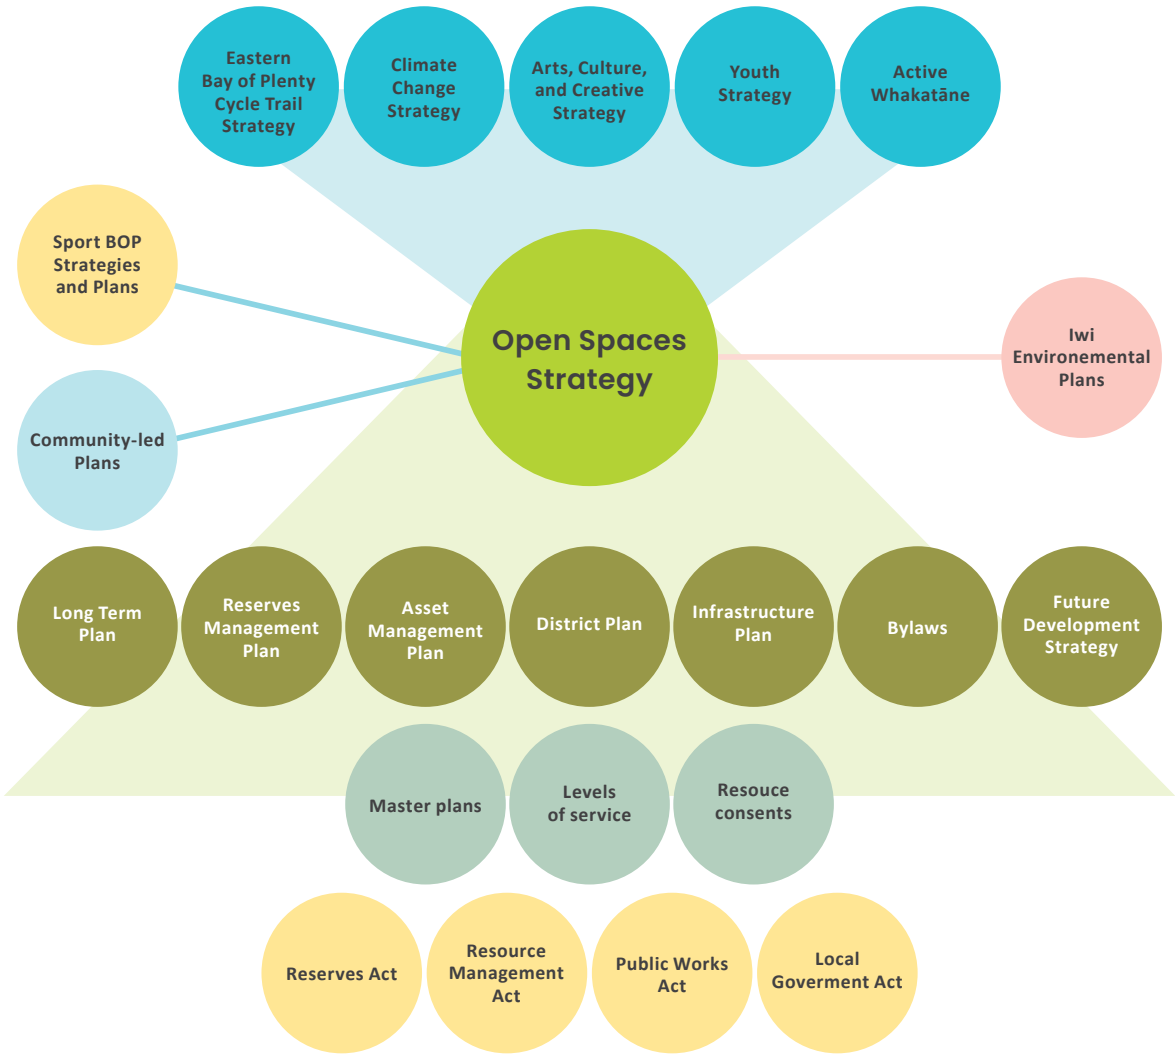 Eastern
Bay of Plenty
Cycle Trail
Strategy
Climate
Change
Strategy
Arts, Culture,
and Creative
Strategy
Youth
Strategy
Active
Whakatāne
Sport BOP
Strategies
and Plans
Open Spaces
Strategy
Iwi
Environemental
Plans
Community-led
Plans
Long Term
Plan
Reserves
Management
Plan
Asset
Management
Plan
District Plan
Infrastructure
Plan
Bylaws
Future
Development
Strategy
Master plans
Levels
of service
Resouce
consents
Reserves Act
Resource
Management
Act
Public Works
Act
Local
Goverment Act